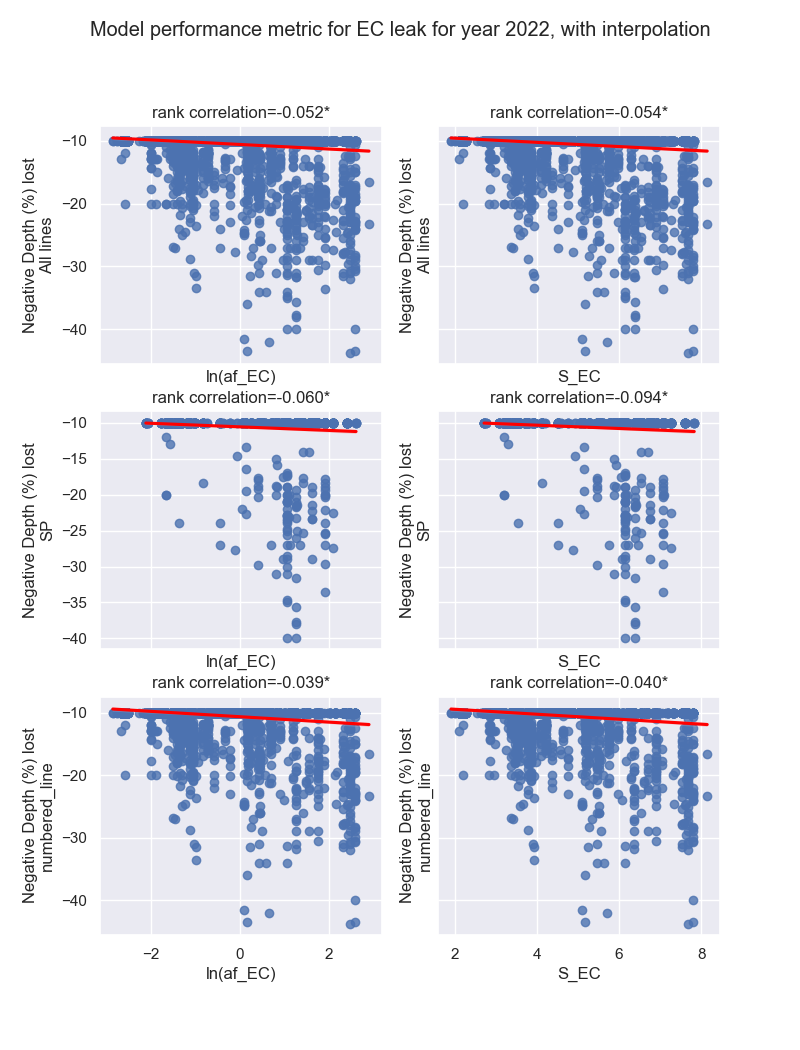 Model performance metric for EC leak for year 2022, with interpolation
rank correlation=-0.052*
rank correlation=-0.054*
Negative Depth (%) lost
All lines
−10
−20
−30
−40
ln(af_EC)
Negative Depth (%) lost
All lines
S_EC
rank correlation=-0.060*
rank correlation=-0.094*
Negative Depth (%) lost
SP
−10
−15
−20
−25
−30
−35
−40
ln(af_EC)
Negative Depth (%) lost
SP
S_EC
rank correlation=-0.039*
rank correlation=-0.040*
Negative Depth (%) lost
numbered_line
−10
−20
−30
−40
−2 0 2
ln(af_EC)
Negative Depth (%) lost
numbered_line
2 4 6 8
S_EC